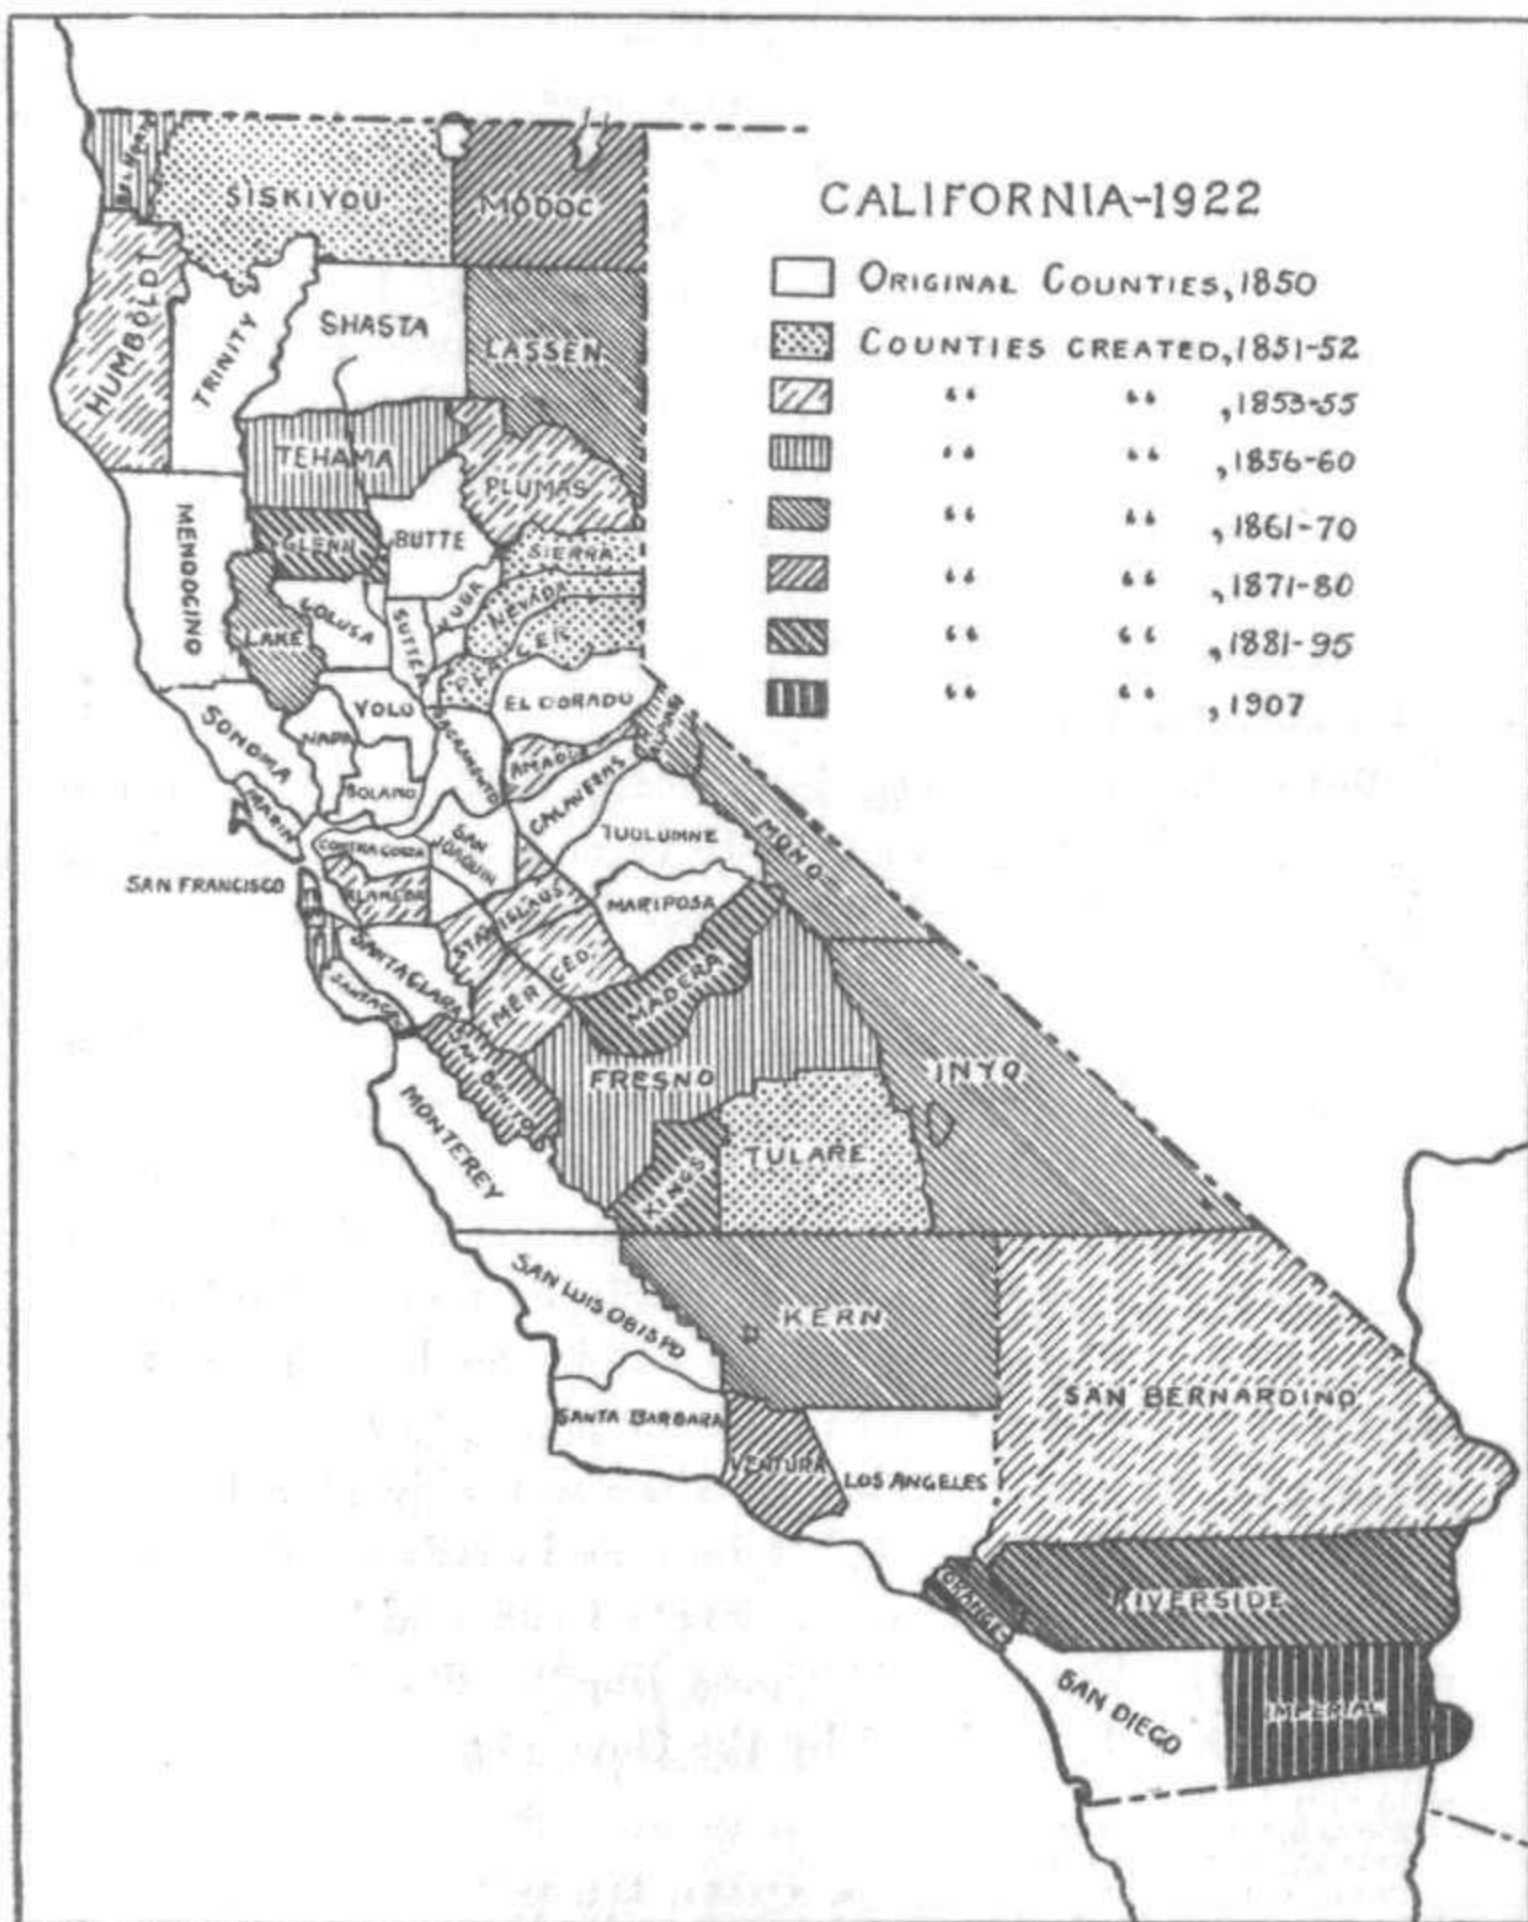 CALIFORNIA-1922
ORIGINAL COUNTIES, 1850
COUNTIES CREATED, 1851-52
“ “ , 1853-55
“ “ , 1856-60
“ “ , 1861-70
“ “ , 1871-80
“ “ , 1881-95
“ “ , 1907
DEL NORTE
SISKIYOU
MODOC
HUMBOLDT
TRINITY
SHASTA
LASSEN
TEHAMA
PLUMAS
MENDOCINO
GLENN
BUTTE
SIERRA
COLUSA
SUTTER
YUBA
NEVADA
PLACER
LAKE
SONOMA
NAPA
YOLO
EL DORADO
SACRAMENTO
AMADOR
ALPINE
SOLANO
CALAVERAS
MARIN
CONTRA COSTA
SAN JOAQUIN
TUOLUMNE
MONO
SAN FRANCISCO
ALAMEDA
STANISLAUS
MARIPOSA
SANTA CLARA
SANTA CRUZ
MERCED
MADERA
SAN BENITO
FRESNO
INYO
MONTEREY
KINGS
TULARE
SAN LUIS OBISPO
KERN
SAN BERNARDINO
SANTA BARBARA
VENTURA
LOS ANGELES
ORANGE
RIVERSIDE
SAN DIEGO
IMPERIAL